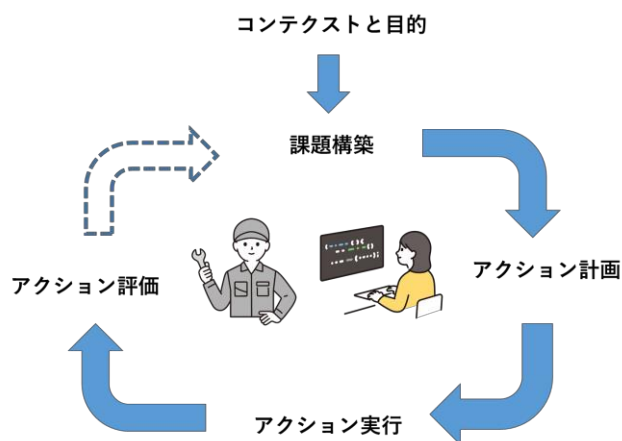 コンテクストと目的
課題構築
アクション計画
アクション実行
アクション評価